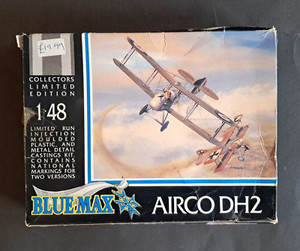 £19.99
COLLECTORS
LIMITED
EDITION
1:48
LIMITED RUN
INJECTION
MOULDED
PLASTIC, AND
METAL DETAIL
CASTINGS KIT.
CONTAINS
NATIONAL
MARKINGS FOR
TWO VERSIONS
BLUE MAX
AIRCO DH2